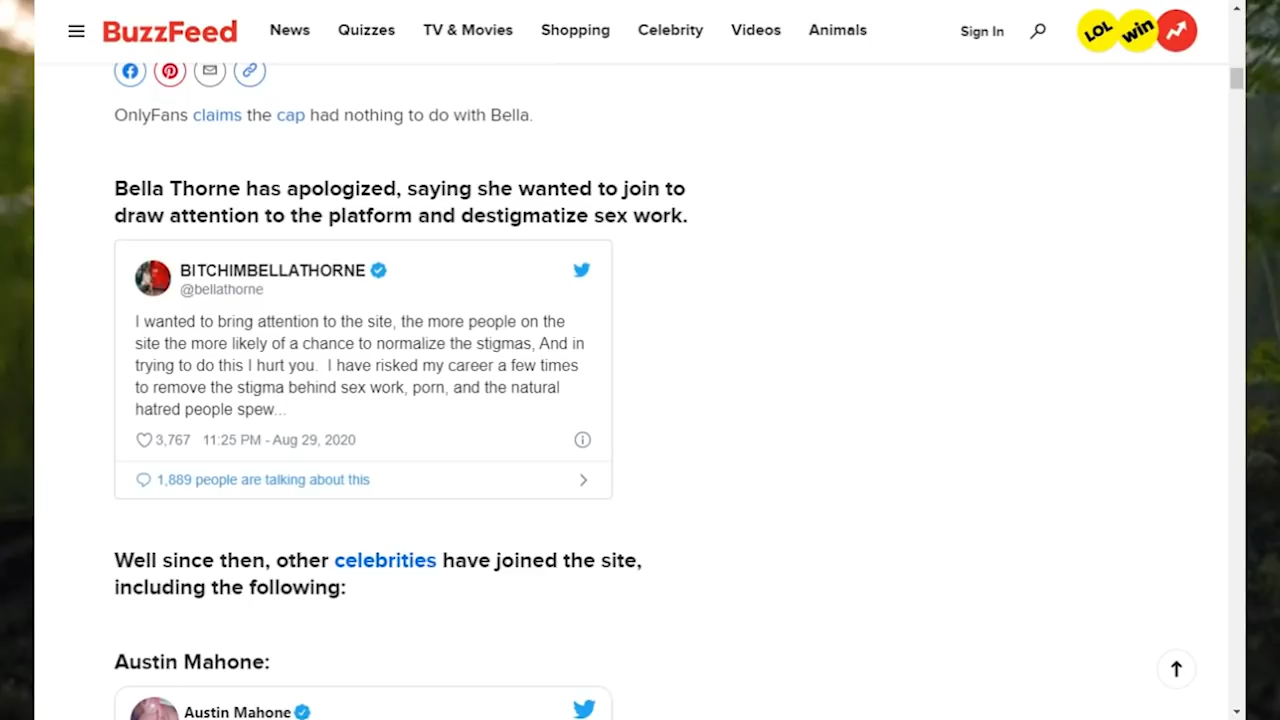 BuzzFeed News Quizzes TV & Movies Shopping Celebrity Videos Animals Sign In LOL win
OnlyFans claims the cap had nothing to do with Bella.
Bella Thorne has apologized, saying she wanted to join to
draw attention to the platform and destigmatize sex work.
BITCHIMBELLATHORNE
@bellathorne
I wanted to bring attention to the site, the more people on the
site the more likely of a chance to normalize the stigmas, And in
trying to do this I hurt you.  I have risked my career a few times
to remove the stigma behind sex work, porn, and the natural
hatred people spew...
3,767 11:25 PM - Aug 29, 2020
1,889 people are talking about this
Well since then, other celebrities have joined the site,
including the following:
Austin Mahone:
Austin Mahone